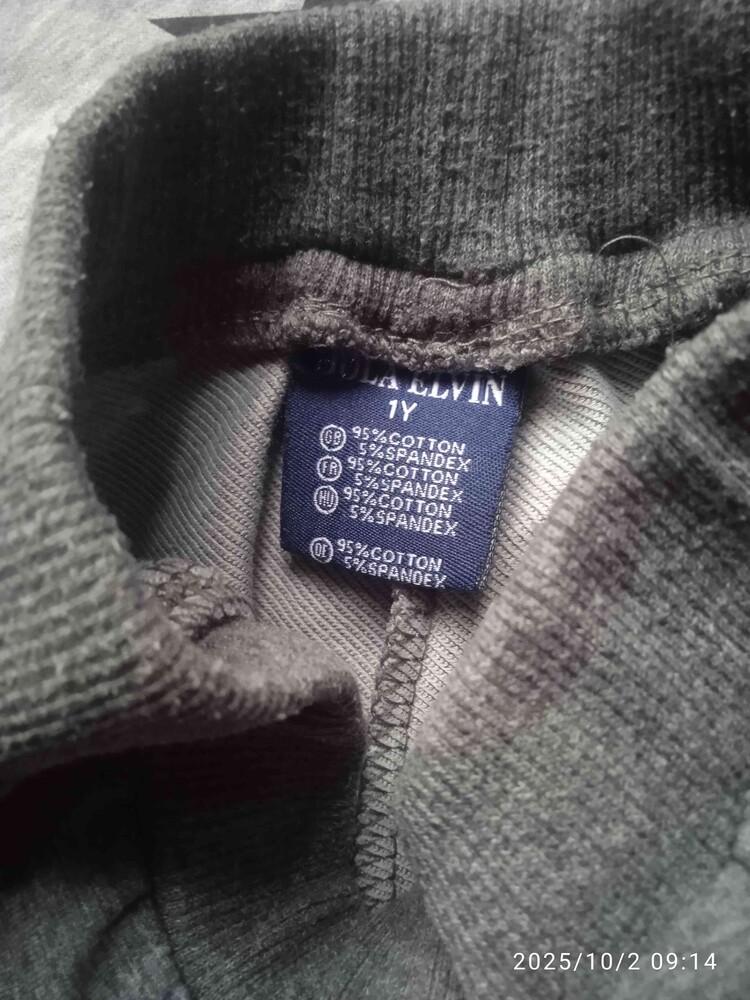 ELVIN
1Y
GB 95%COTTON
5%SPANDEX
FR 95%COTTON
5%SPANDEX
HU 95%COTTON
5%SPANDEX
DE 95%COTTON
5%SPANDEX
2025/10/2 09:14